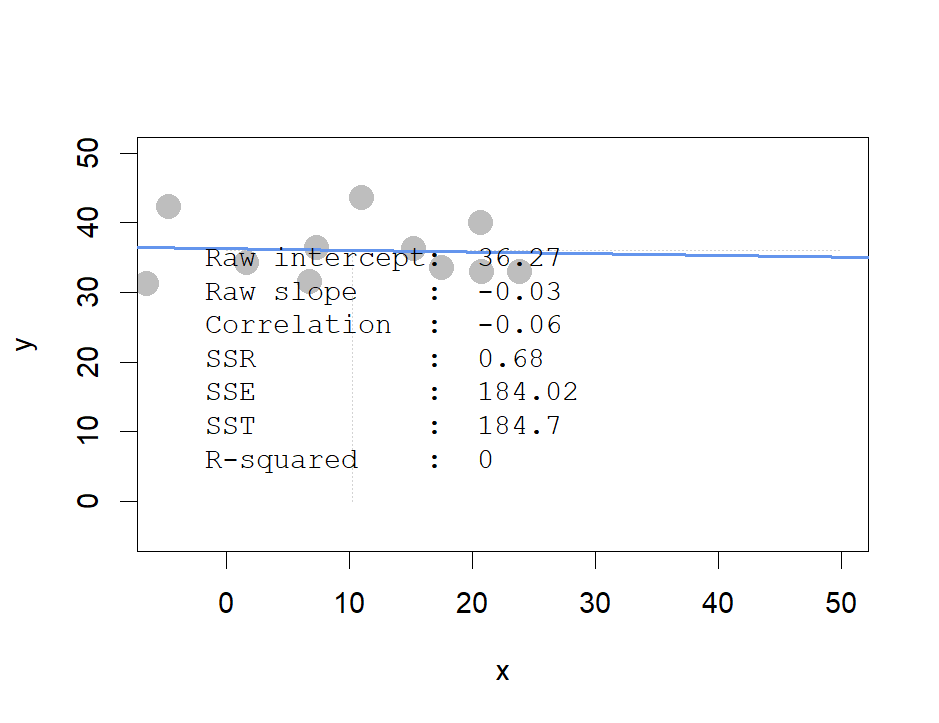 50
40
30
20
10
0
y
Raw intercept: 36.27
Raw slope    : -0.03
Correlation  : -0.06
SSR          : 0.68
SSE          : 184.02
SST          : 184.7
R-squared    : 0
0 10 20 30 40 50
x